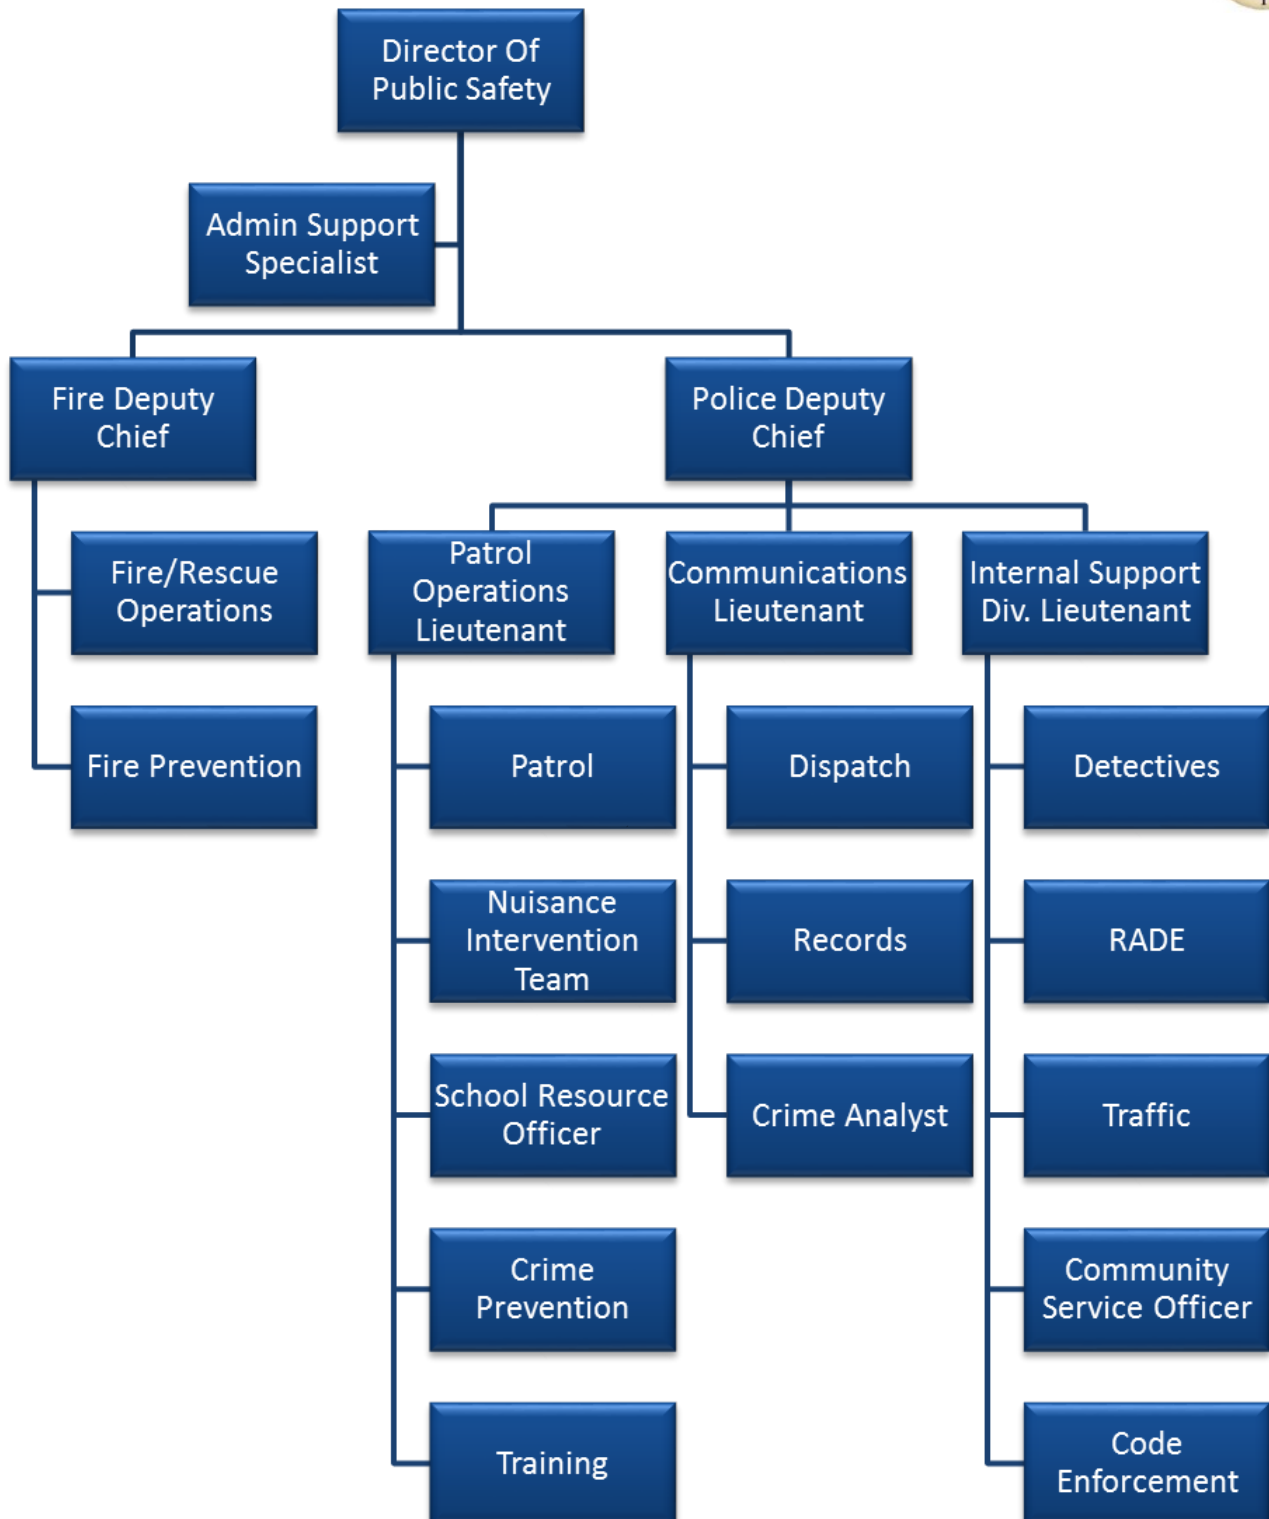 Director Of
Public Safety
Admin Support
Specialist
Fire Deputy
Chief
Police Deputy
Chief
Fire/Rescue
Operations
Patrol
Operations
Lieutenant
Communications
Lieutenant
Internal Support
Div. Lieutenant
Fire Prevention
Patrol
Dispatch
Detectives
Nuisance
Intervention
Team
Records
RADE
School Resource
Officer
Crime Analyst
Traffic
Crime
Prevention
Community
Service Officer
Training
Code
Enforcement